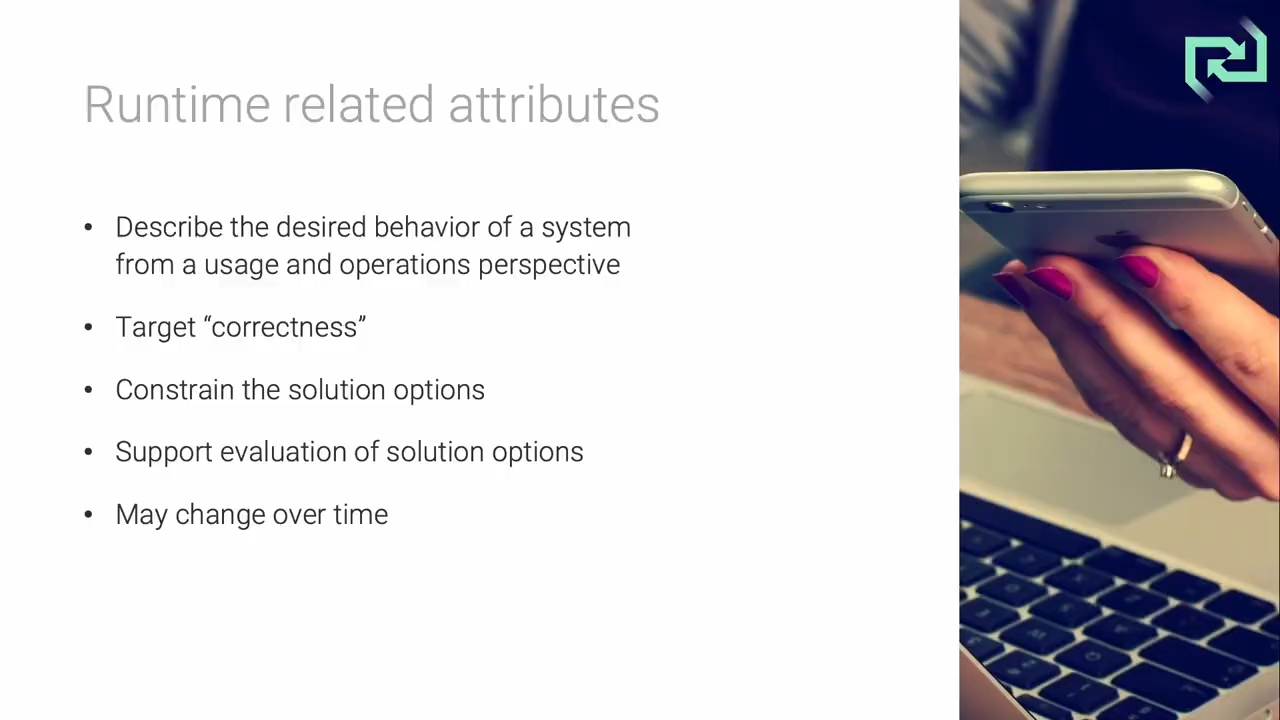 Runtime related attributes
• Describe the desired behavior of a system
from a usage and operations perspective
• Target “correctness”
• Constrain the solution options
• Support evaluation of solution options
• May change over time